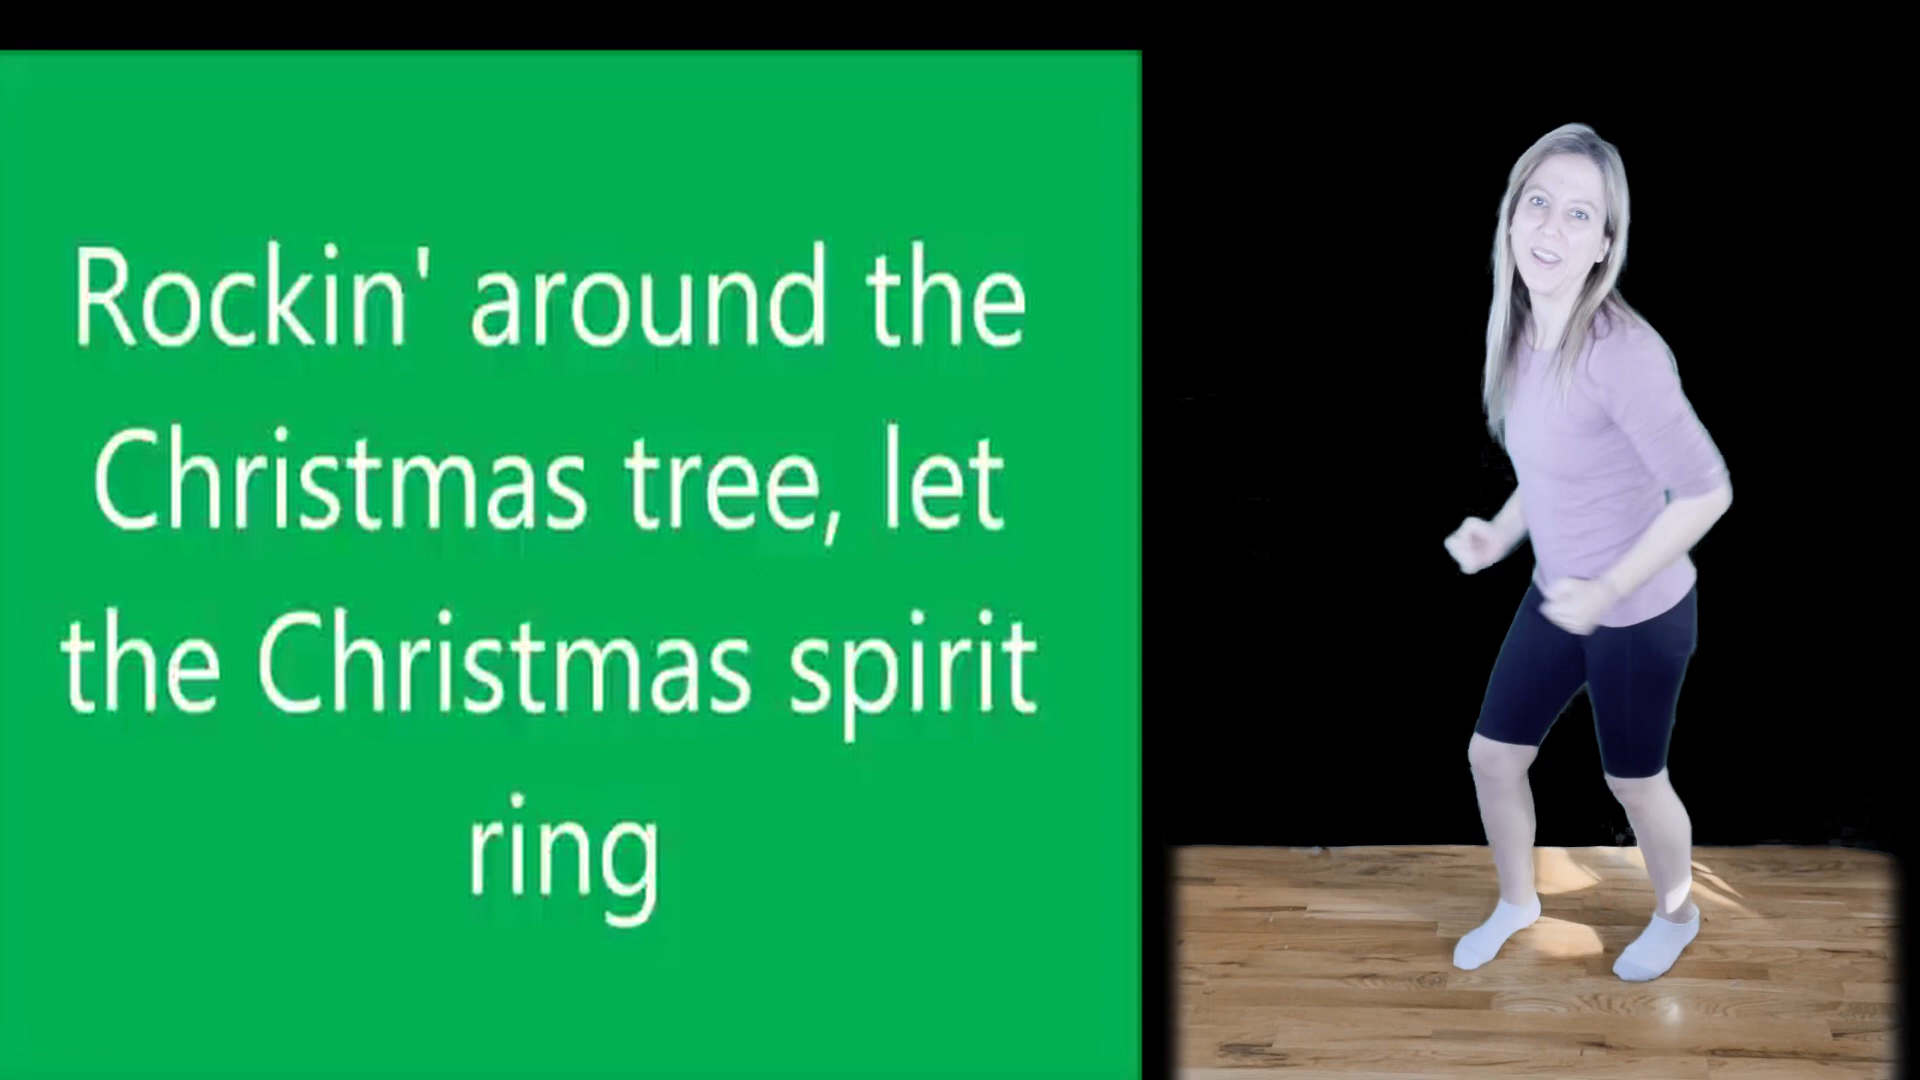 Rockin' around the
Christmas tree, let
the Christmas spirit
ring